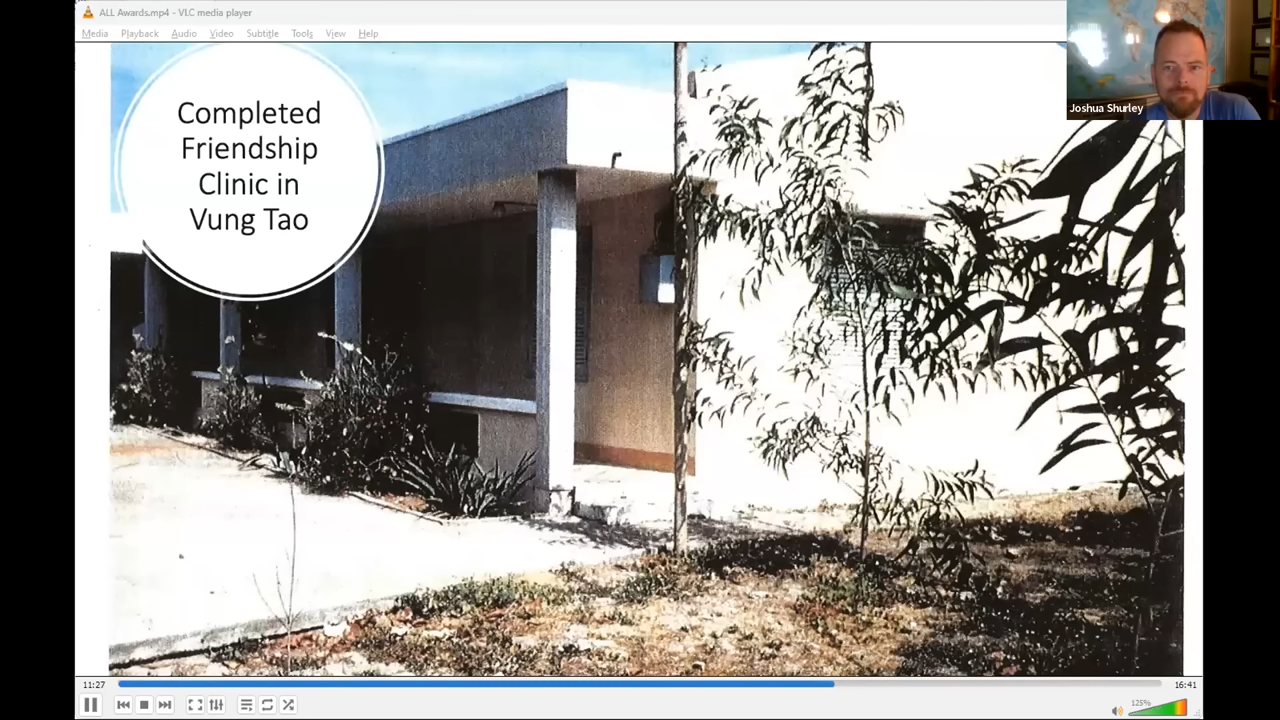 ALL Awards.mp4 - VLC media player
Media Playback Audio Video Subtitle Tools View Help
Joshua Shurley
Completed
Friendship
Clinic in
Vung Tao
11:27
16:41
125%